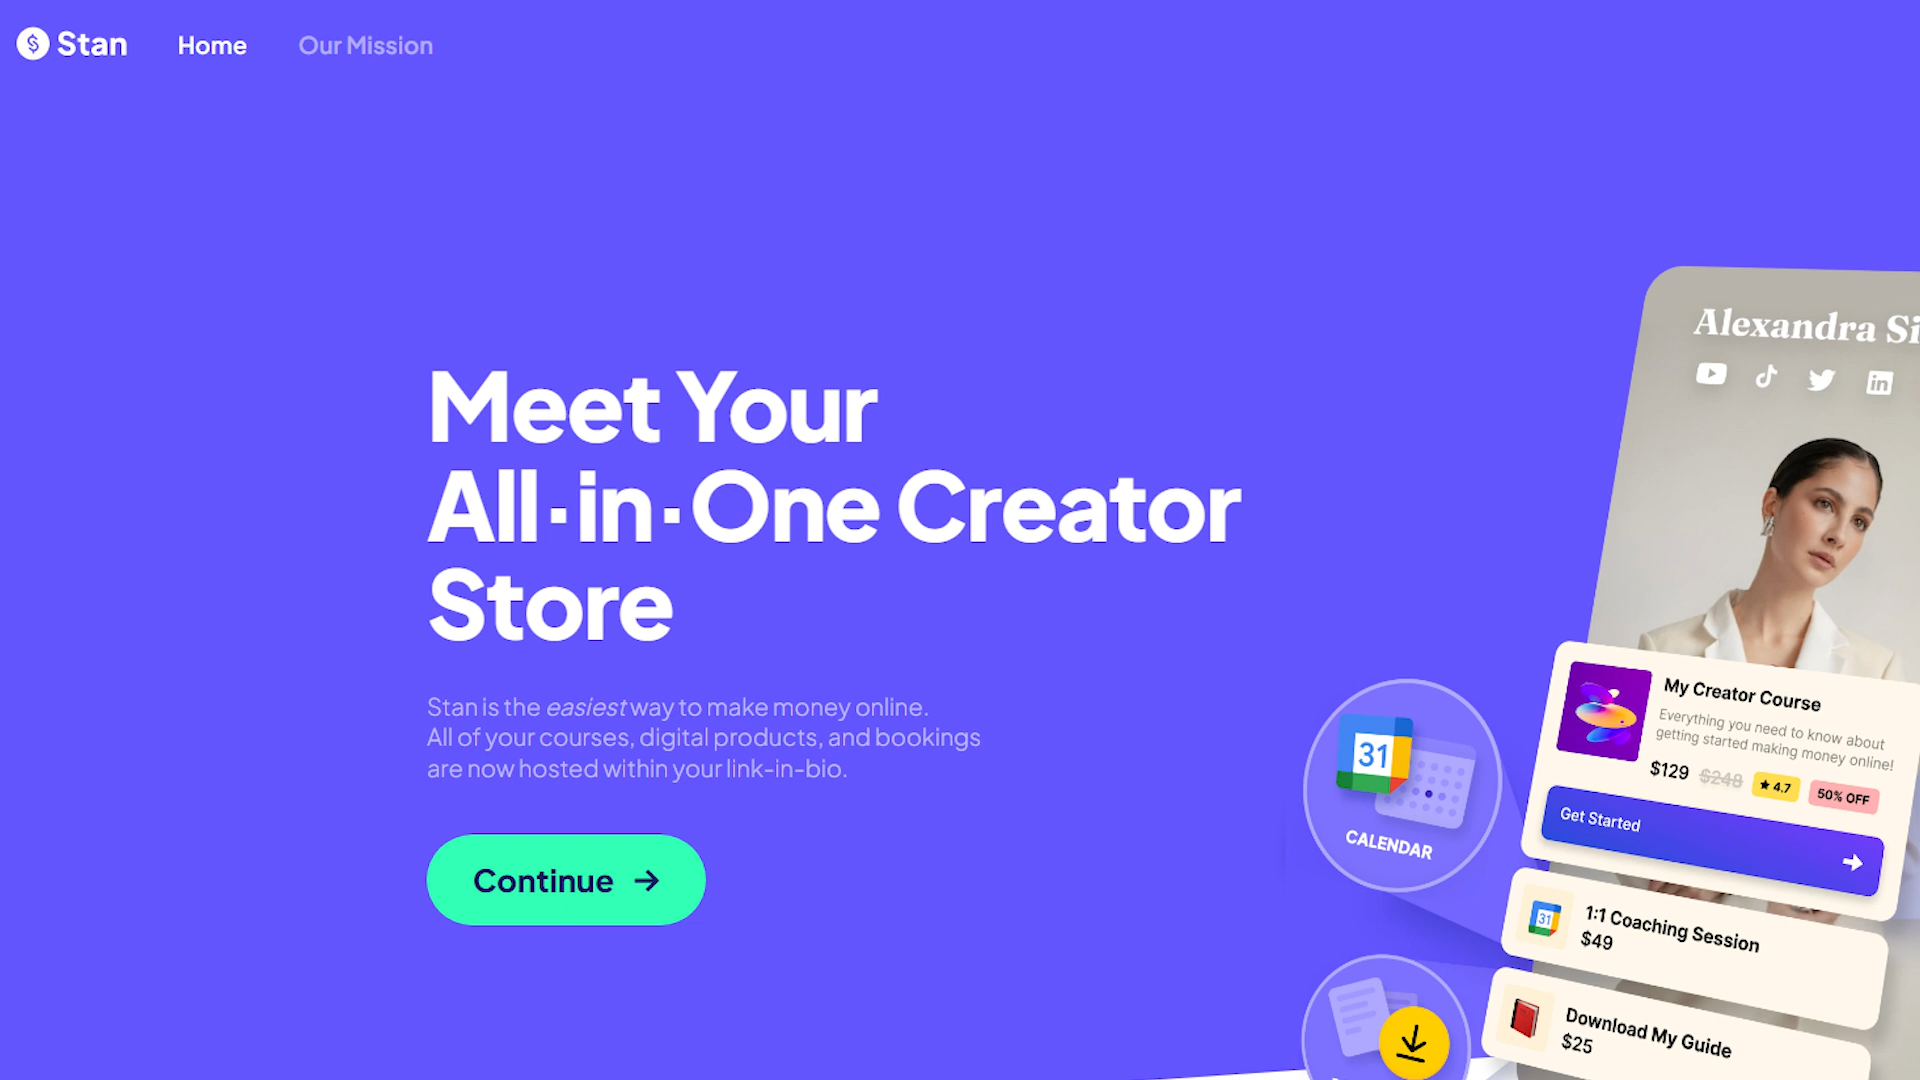 Stan
Home
Our Mission
Meet Your
All·in·One Creator
Store
Stan is the easiest way to make money online.
All of your courses, digital products, and bookings
are now hosted within your link-in-bio.
Continue
Alexandra
31
CALENDAR
My Creator Course
Everything you need to know about
getting started making money online!
$129 $248 4.7 50% OFF
Get Started
31
1:1 Coaching Session
$49
Download My Guide
$25